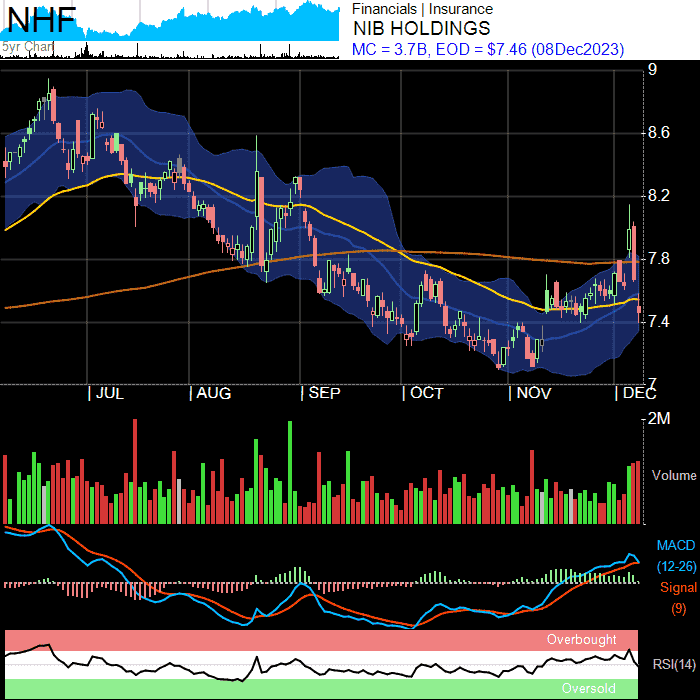 NHF
5yr Chart
Financials | Insurance
NIB HOLDINGS
MC = 3.7B, EOD = $7.46 (08Dec2023)
9
8.6
8.2
7.8
7.4
7
JUL AUG SEP OCT NOV DEC
2M
Volume
MACD
(12-26)
Signal
(9)
Overbought
RSI(14)
Oversold